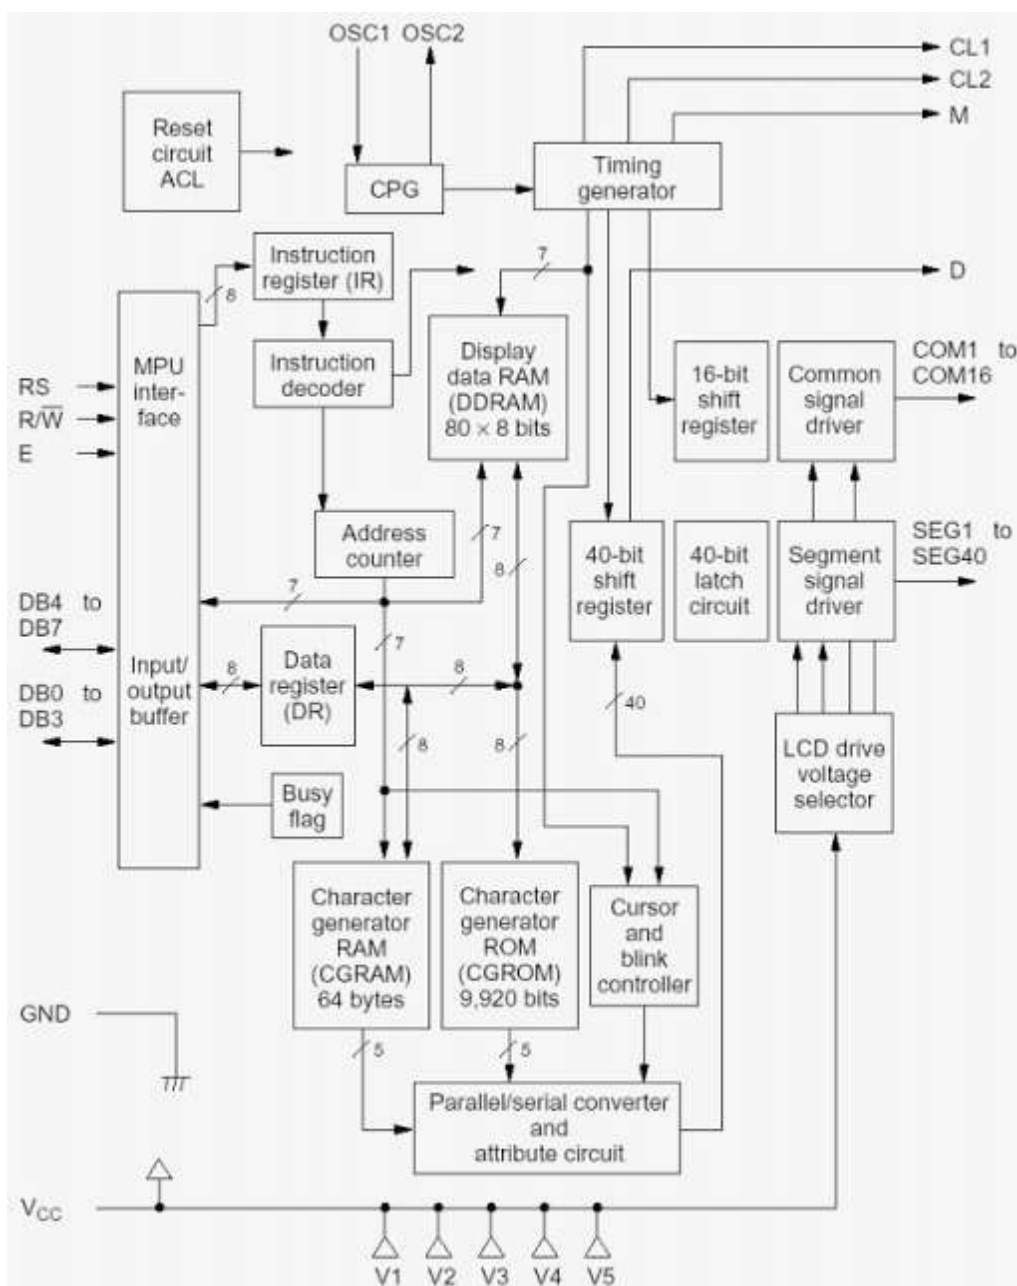 OSC1 OSC2
CL1
CL2
M
Reset
circuit
ACL
CPG
Timing
generator
Instruction
register (IR)
8
7
D
MPU
inter-
face
Instruction
decoder
Display
data RAM
(DDRAM)
80 × 8 bits
16-bit
shift
register
Common
signal
driver
COM1 to
COM16
RS
R/W̅
E
Address
counter
7
8
40-bit
shift
register
40-bit
latch
circuit
Segment
signal
driver
SEG1 to
SEG40
DB4 to
DB7
7
7
Input/
output
buffer
8
Data
register
(DR)
8
DB0 to
DB3
8
8
40
LCD drive
voltage
selector
Busy
flag
Character
generator
RAM
(CGRAM)
64 bytes
Character
generator
ROM
(CGROM)
9,920 bits
Cursor
and
blink
controller
GND
5
5
Parallel/serial converter
and
attribute circuit
VCC
V1 V2 V3 V4 V5